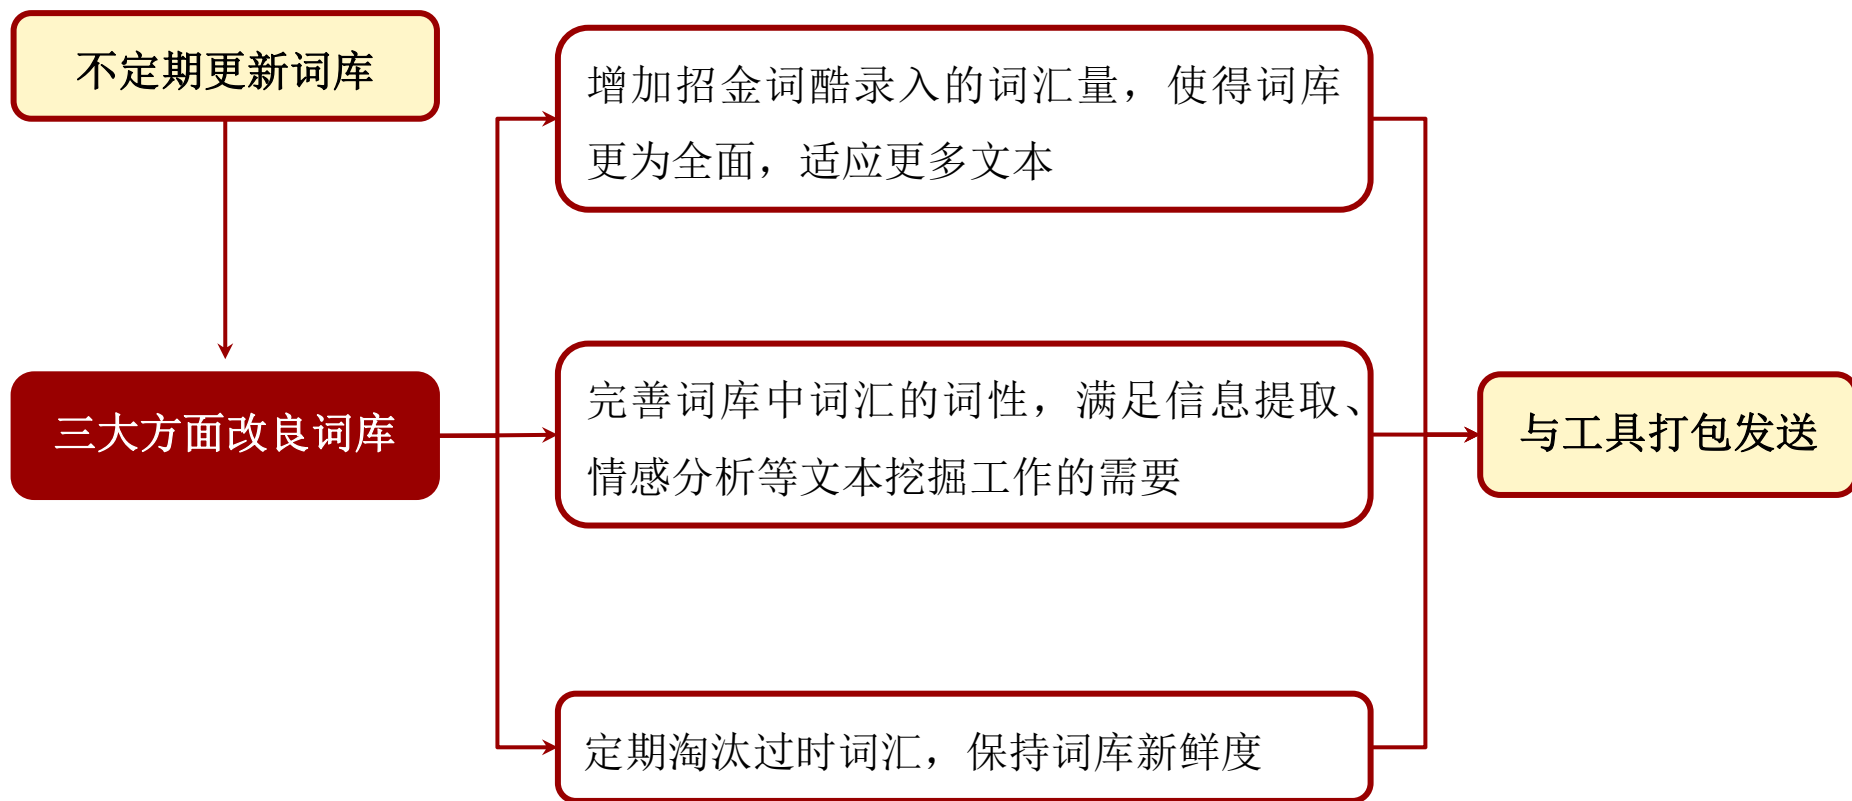 不定期更新词库
三大方面改良词库
增加招金词酷录入的词汇量，使得词库
更为全面，适应更多文本
完善词库中词汇的词性，满足信息提取、
情感分析等文本挖掘工作的需要
定期淘汰过时词汇，保持词库新鲜度
与工具打包发送